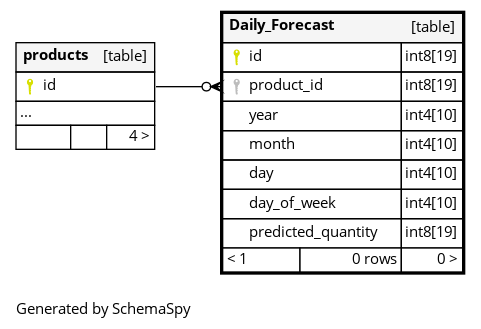 products [table]
id
...
4 >
Daily_Forecast [table]
id int8[19]
product_id int8[19]
year int4[10]
month int4[10]
day int4[10]
day_of_week int4[10]
predicted_quantity int8[19]
< 1 0 rows 0 >
Generated by SchemaSpy